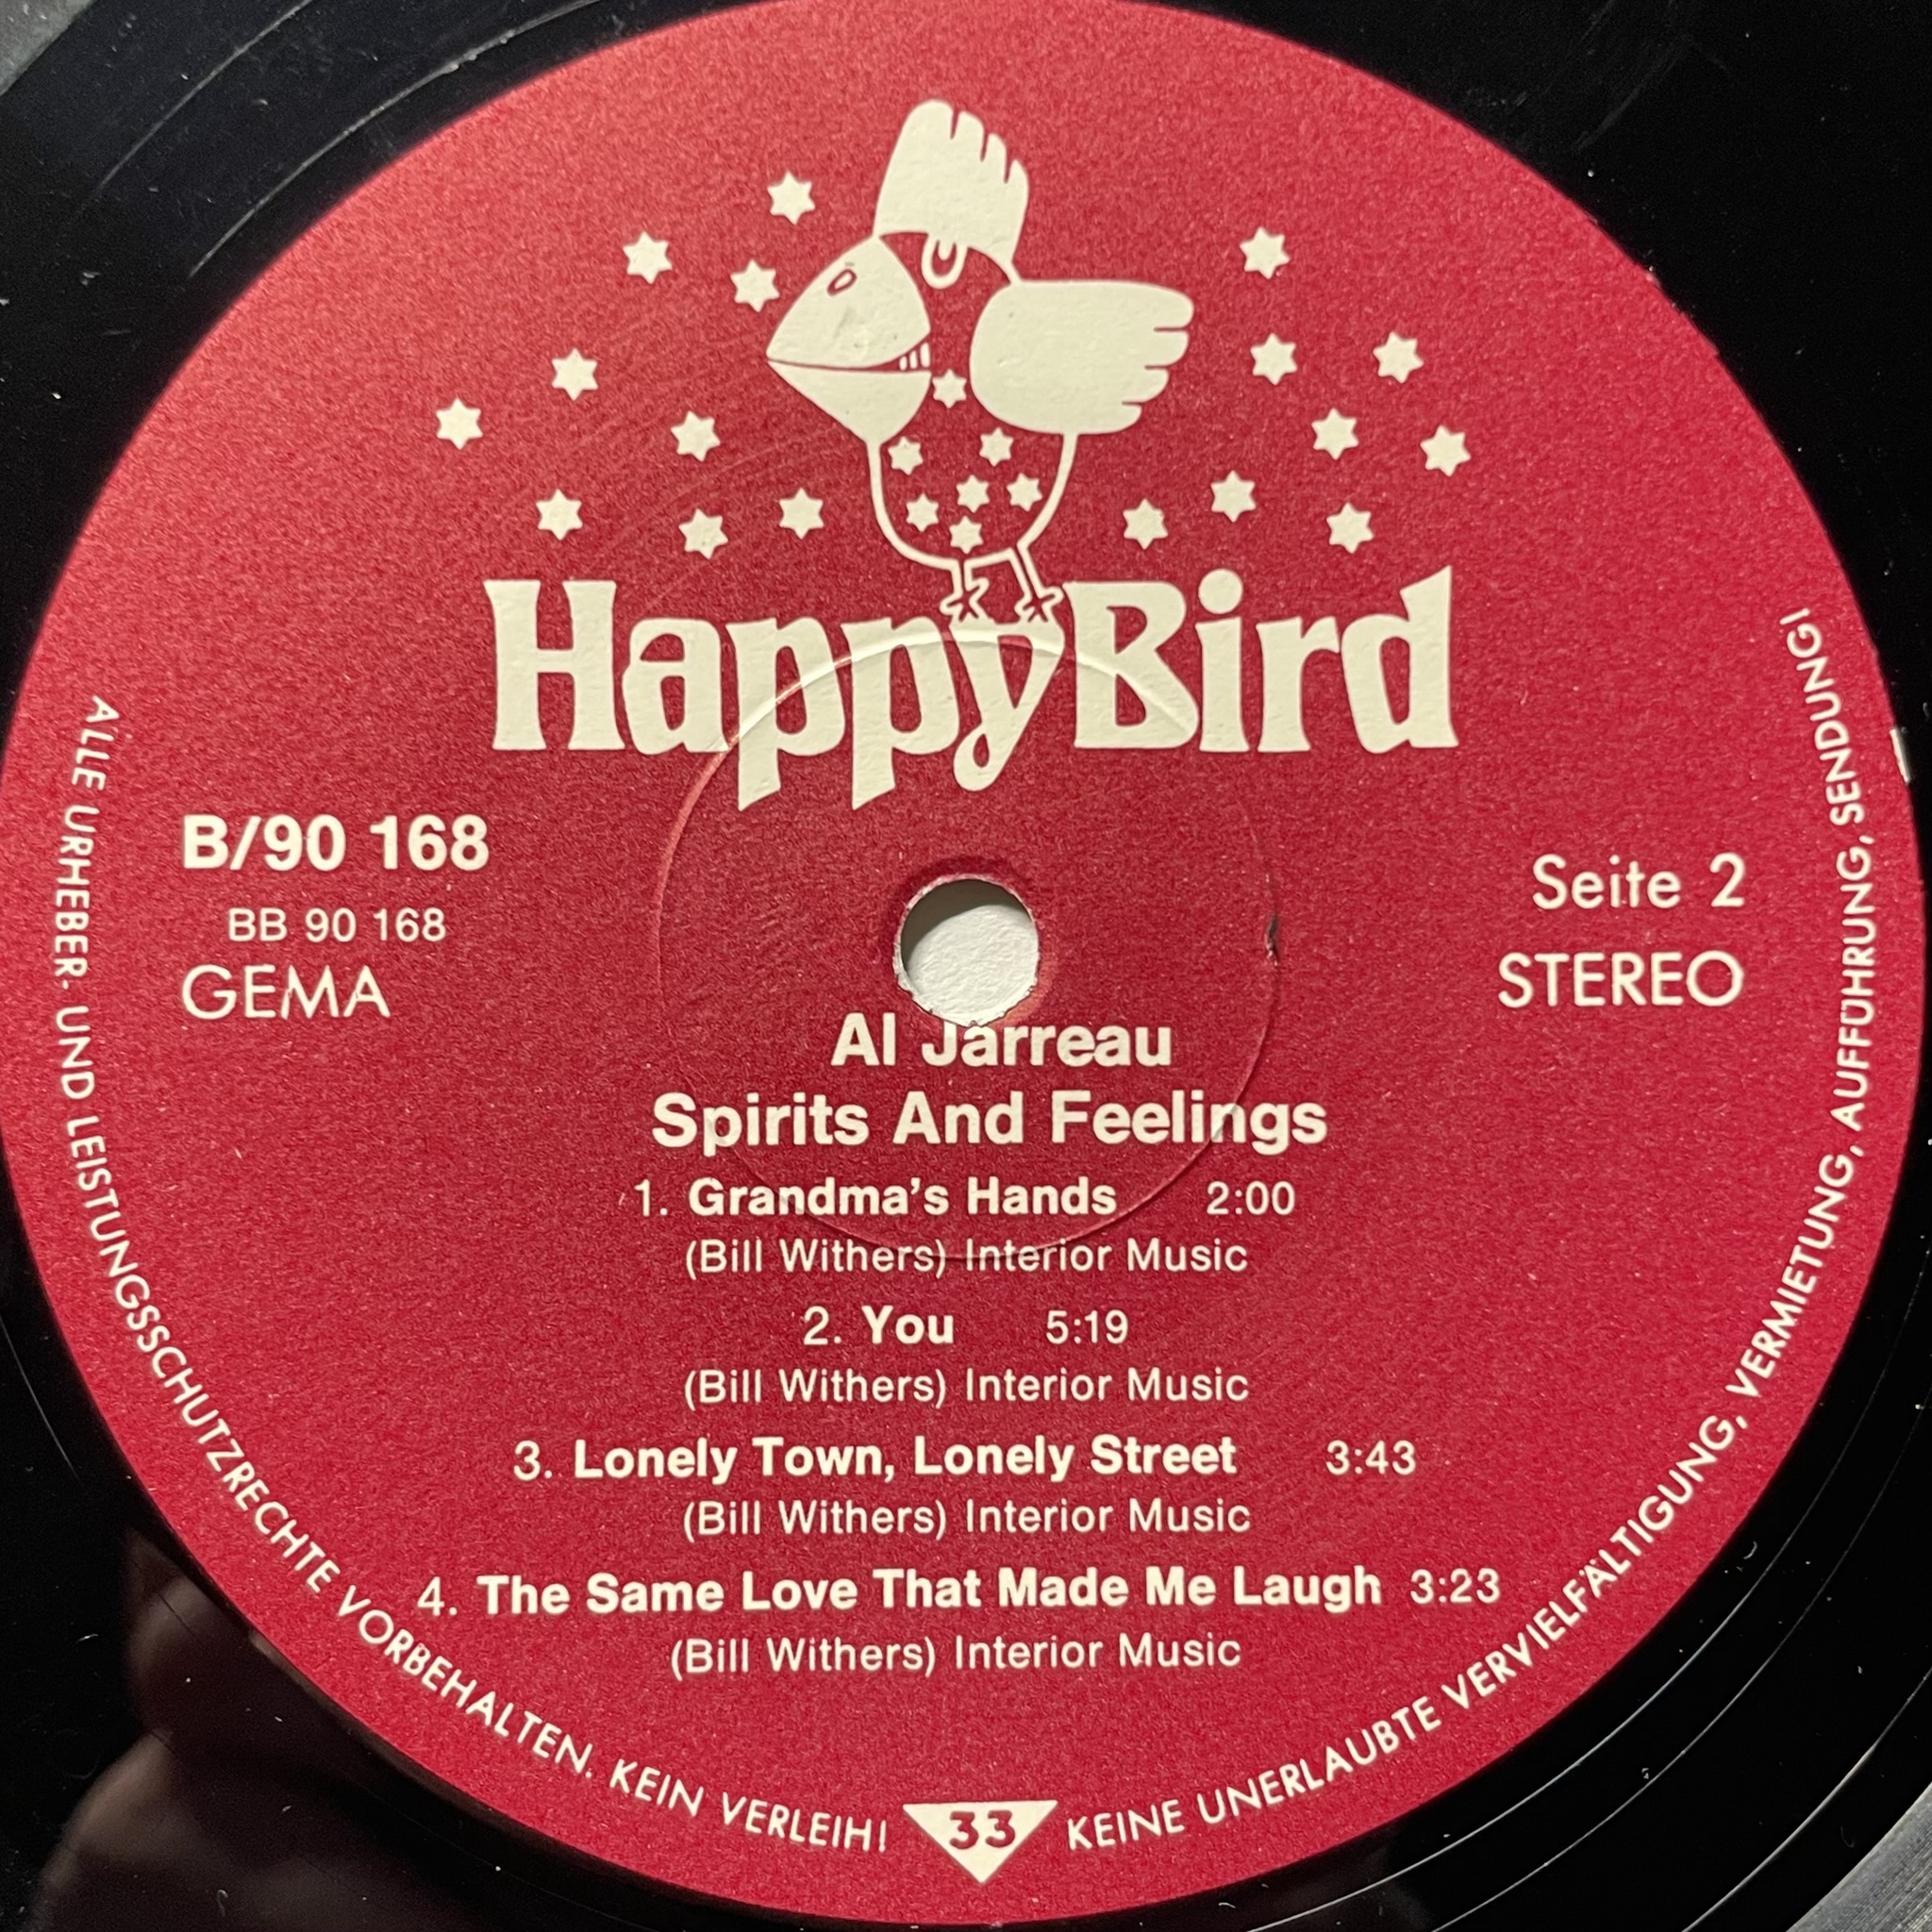 HappyBird
B/90 168
BB 90 168
GEMA
Seite 2
STEREO
Al Jarreau
Spirits And Feelings
1. Grandma's Hands 2:00
(Bill Withers) Interior Music
2. You 5:19
(Bill Withers) Interior Music
3. Lonely Town, Lonely Street 3:43
(Bill Withers) Interior Music
4. The Same Love That Made Me Laugh 3:23
(Bill Withers) Interior Music
ALLE URHEBER- UND LEISTUNGSSCHUTZRECHTE VORBEHALTEN. KEIN VERLEIH!
33
KEINE UNERLAUBTE VERVIELFÄLTIGUNG, VERMIETUNG, AUFFÜHRUNG, SENDUNG!